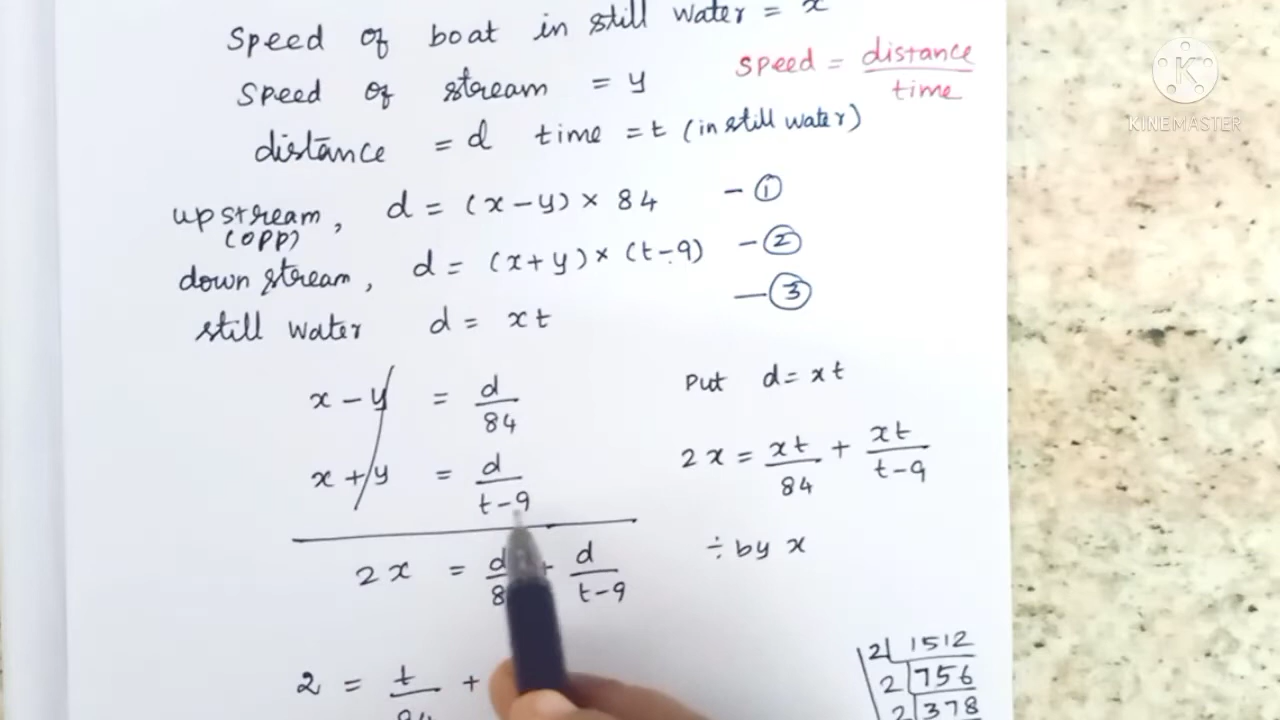 Speed of boat in still water = x
Speed of stream = y
speed = distance / time
distance = d time = t (in still water)
upstream, d = (x - y) × 84 - ①
(opp)
down stream, d = (x + y) × (t - 9) - ②
still water d = xt - ③
x - y = d/84
x + y = d/t-9
2x = d/8 + d/t-9
Put d = xt
2x = xt/84 + xt/t-9
÷ by x
2 = t/84 +
2 | 1512
2 | 756
2 | 378
K
KINEMASTER